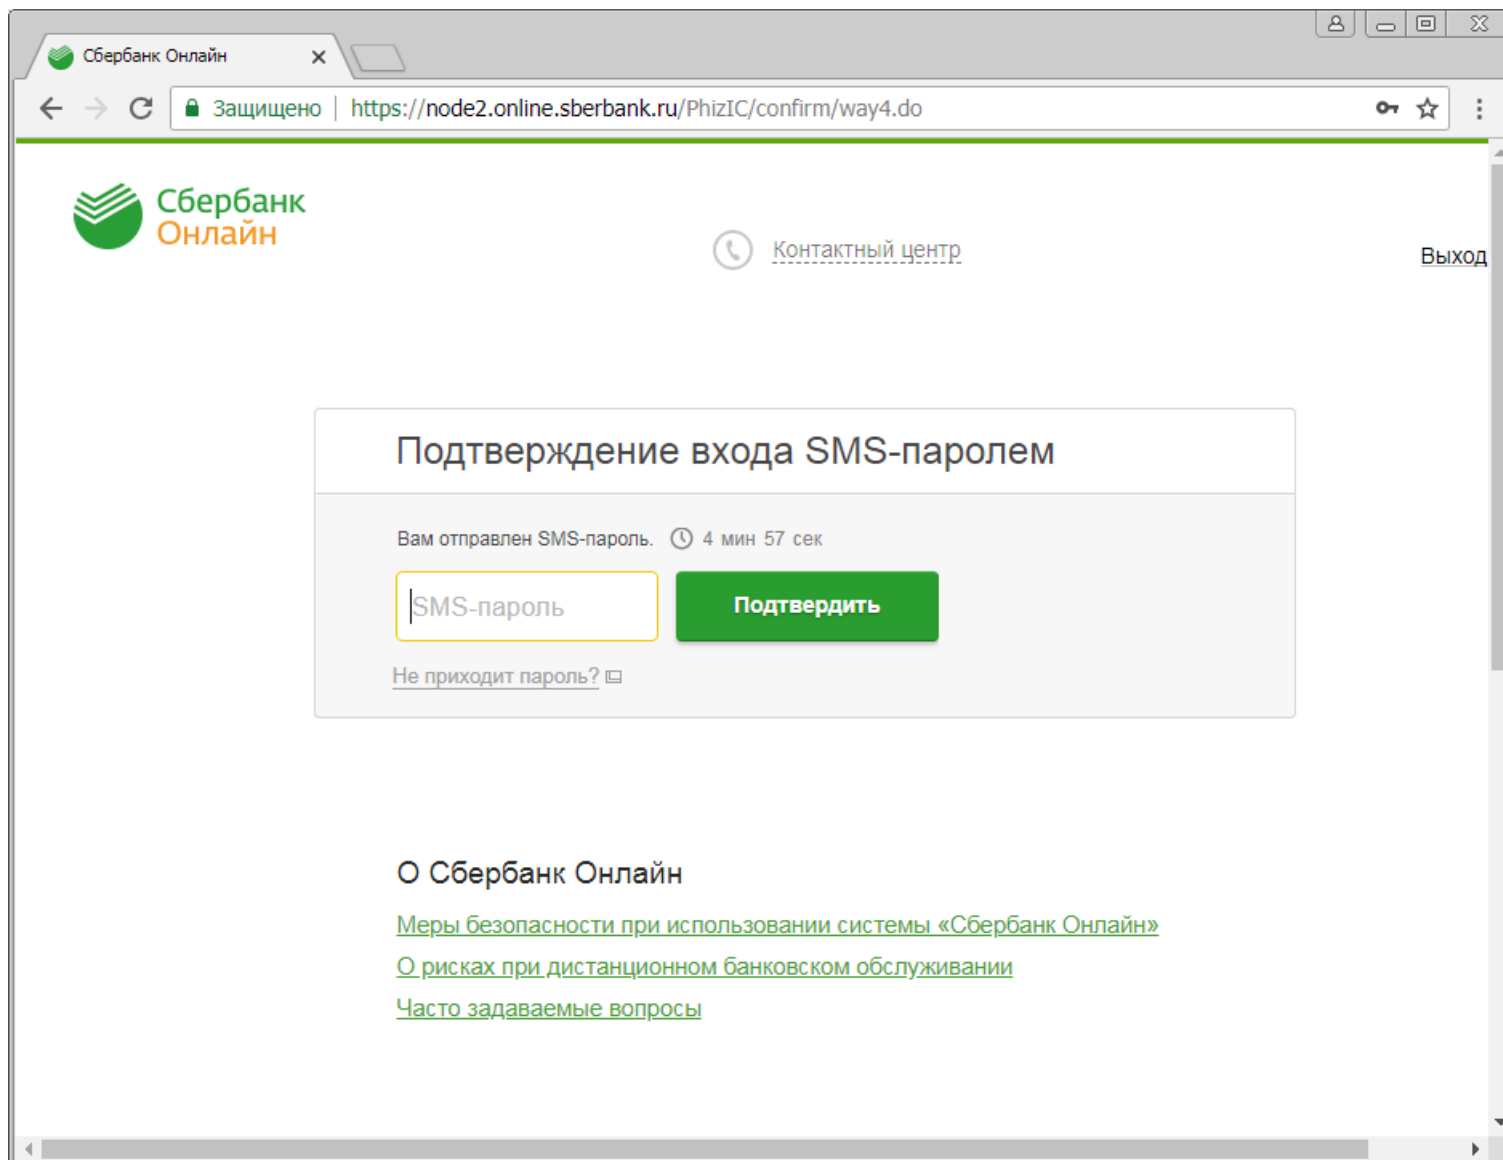 Сбербанк Онлайн
Защищено https://node2.online.sberbank.ru/PhizIC/confirm/way4.do
Сбербанк
Онлайн
Контактный центр
Выход
Подтверждение входа SMS-паролем
Вам отправлен SMS-пароль. 4 мин 57 сек
SMS-пароль
Подтвердить
Не приходит пароль?
О Сбербанк Онлайн
Меры безопасности при использовании системы «Сбербанк Онлайн»
О рисках при дистанционном банковском обслуживании
Часто задаваемые вопросы